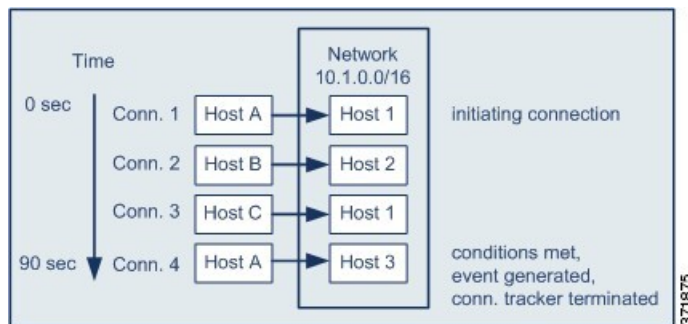 Network
10.1.0.0/16
Time
0 sec
Conn. 1 Host A Host 1 initiating connection
Conn. 2 Host B Host 2
Conn. 3 Host C Host 1
90 sec Conn. 4 Host A Host 3
conditions met,
event generated,
conn. tracker terminated
371875